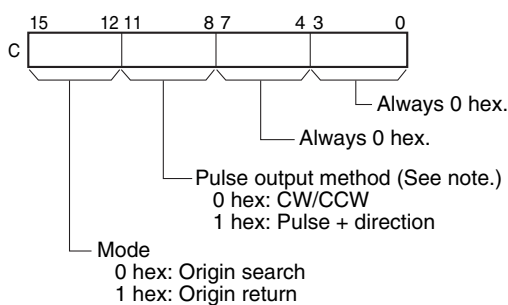 15 12 11 8 7 4 3 0
C
Always 0 hex.
Always 0 hex.
Pulse output method (See note.)
0 hex: CW/CCW
1 hex: Pulse + direction
Mode
0 hex: Origin search
1 hex: Origin return